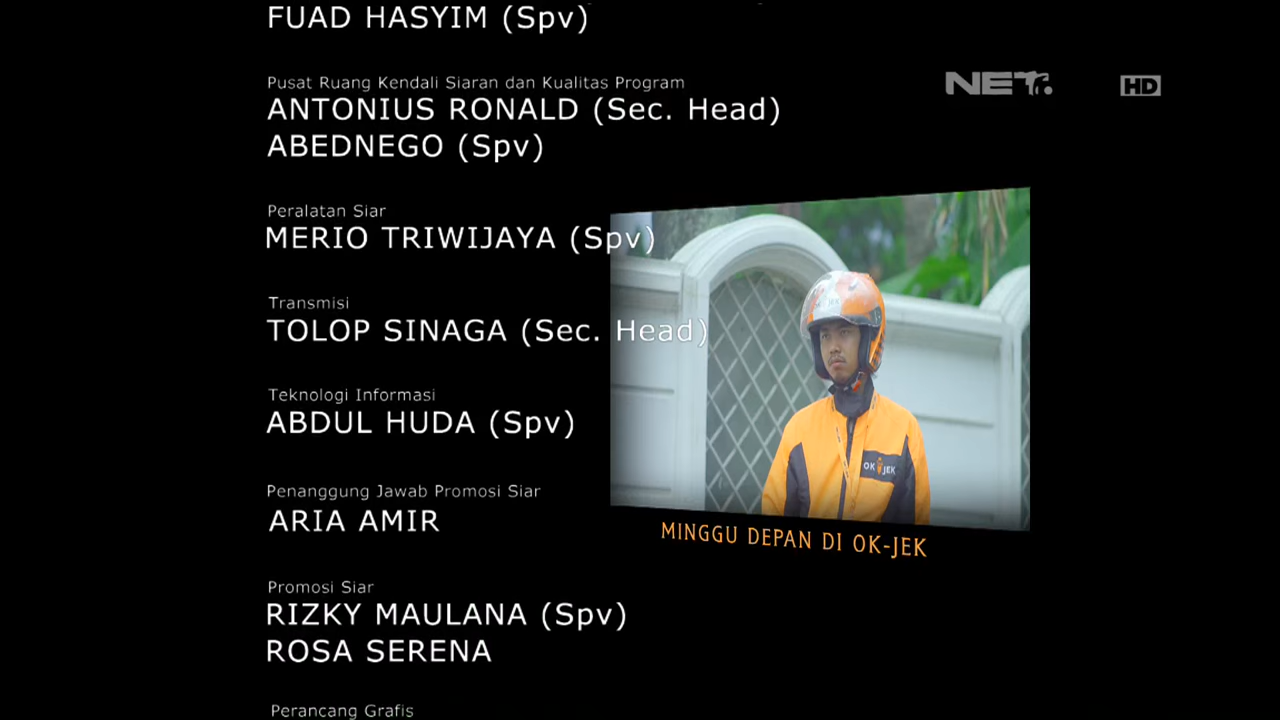 FUAD HASYIM (Spv)
Pusat Ruang Kendali Siaran dan Kualitas Program
ANTONIUS RONALD (Sec. Head)
ABEDNEGO (Spv)
Peralatan Siar
MERIO TRIWIJAYA (Spv)
Transmisi
TOLOP SINAGA (Sec. Head)
Teknologi Informasi
ABDUL HUDA (Spv)
Penanggung Jawab Promosi Siar
ARIA AMIR
Promosi Siar
RIZKY MAULANA (Spv)
ROSA SERENA
Perancang Grafis
NET.
HD
OK JEK
MINGGU DEPAN DI OK-JEK